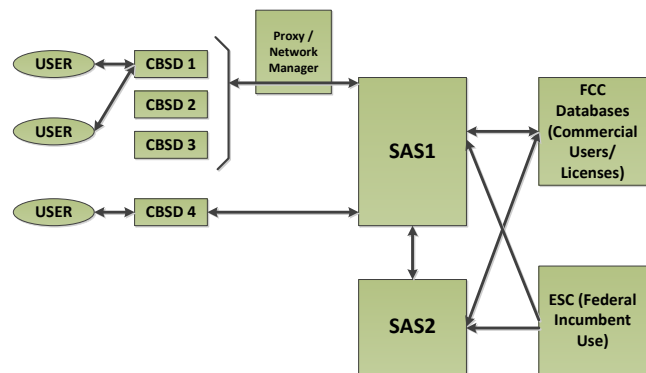 Proxy /
Network
Manager
USER
CBSD 1
CBSD 2
USER
CBSD 3
SAS1
FCC
Databases
(Commercial
Users/
Licenses)
USER
CBSD 4
SAS2
ESC (Federal
Incumbent
Use)